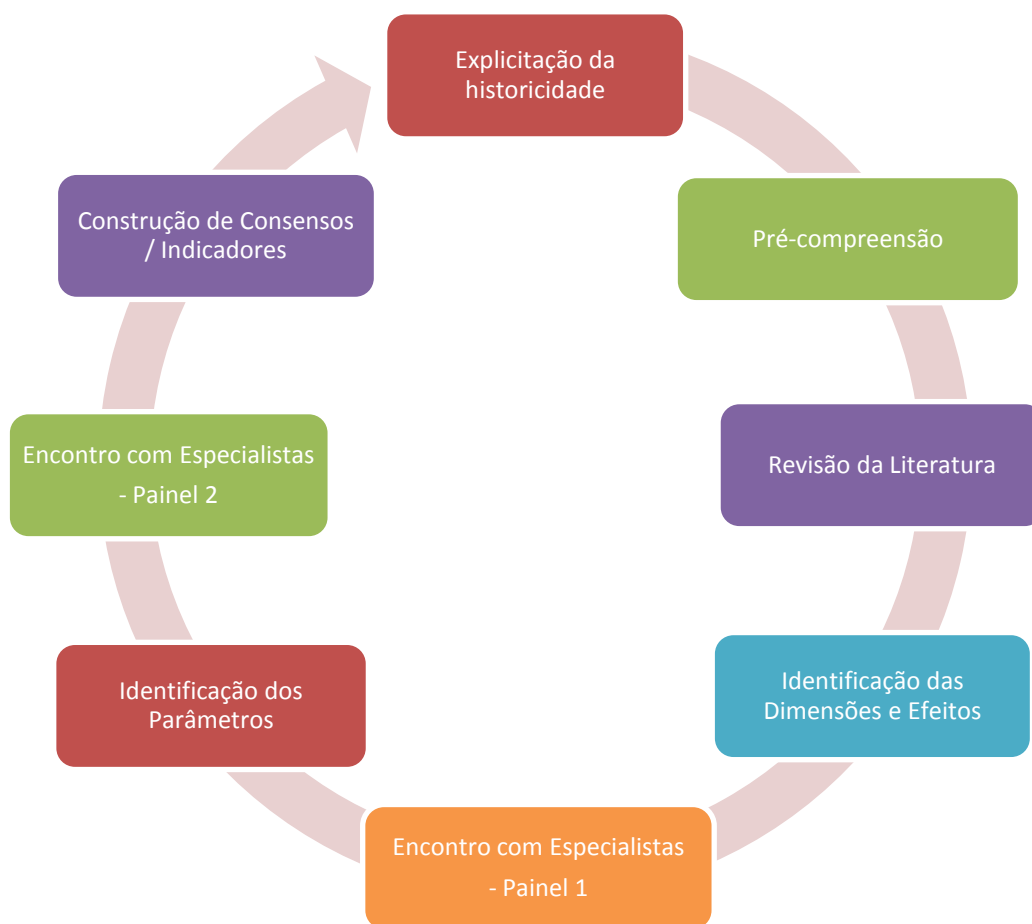 Explicitação da
historicidade
Pré-compreensão
Revisão da Literatura
Identificação das
Dimensões e Efeitos
Encontro com Especialistas
- Painel 1
Identificação dos
Parâmetros
Encontro com Especialistas
- Painel 2
Construção de Consensos
/ Indicadores